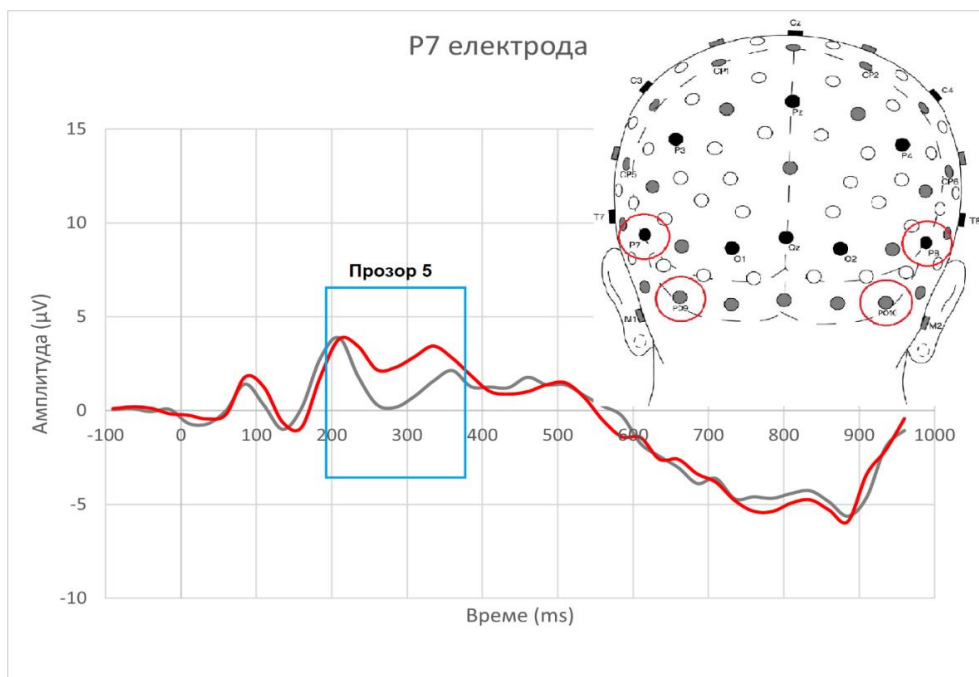 P7 електрода
Cz
CP1
CP2
C3
C4
Pz
P3
P4
CP5
CP6
T7
T8
P7
P8
O1
Oz
O2
PO9
PO10
M1
M2
Прозор 5
Амплитуда (μV)
15
10
5
0
-5
-10
-100 0 100 200 300 400 500 600 700 800 900 1000
Време (ms)